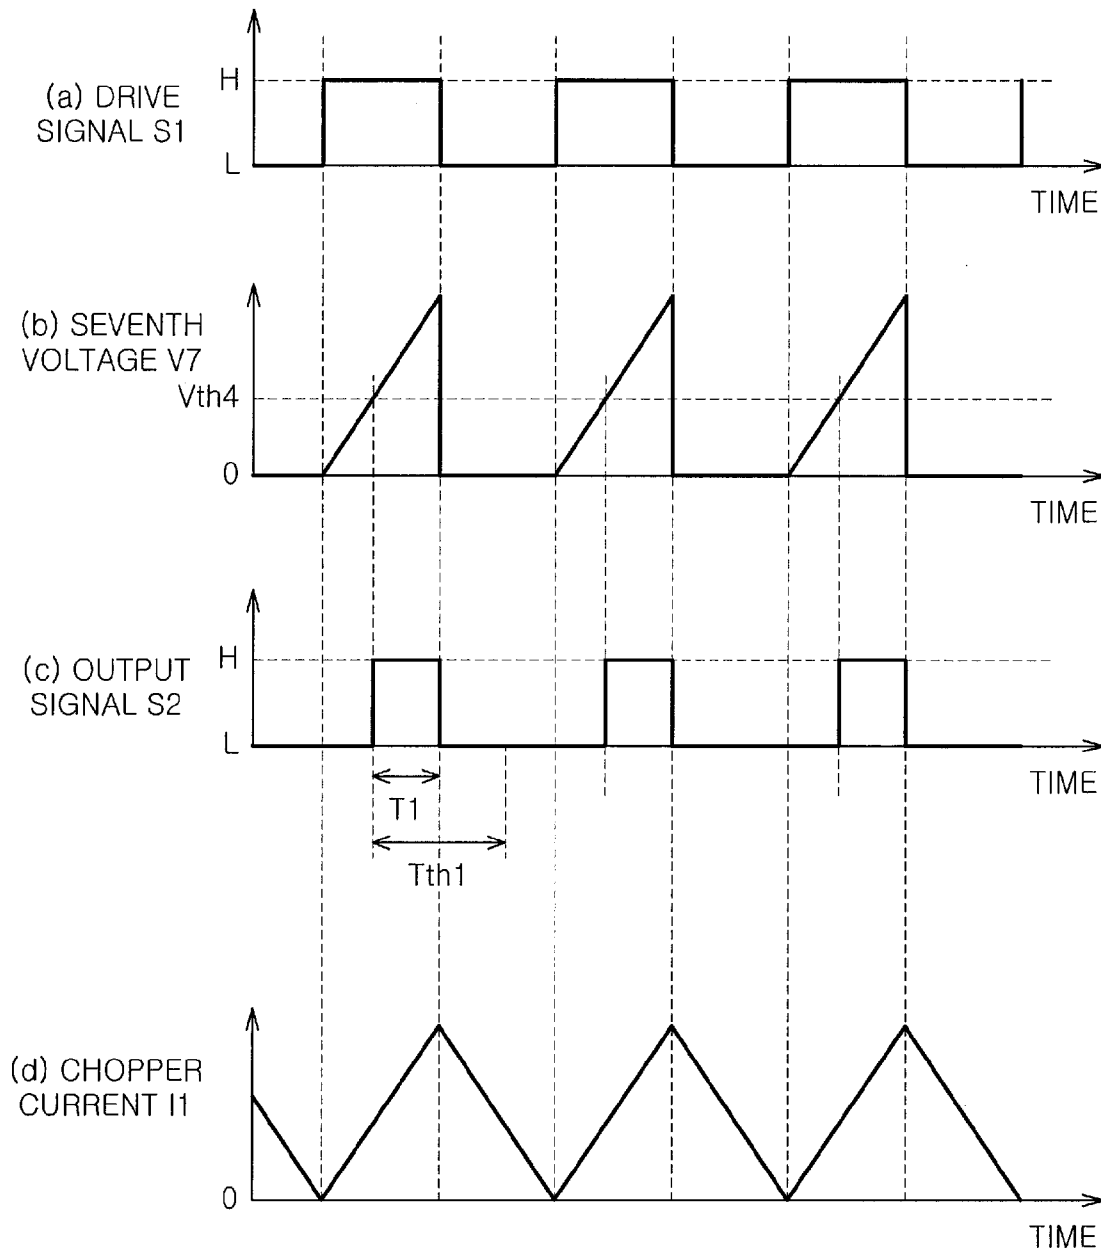 (a) DRIVE
SIGNAL S1
H
L
TIME
(b) SEVENTH
VOLTAGE V7
Vth4
0
TIME
(c) OUTPUT
SIGNAL S2
H
L
TIME
T1
Tth1
(d) CHOPPER
CURRENT I1
0
TIME